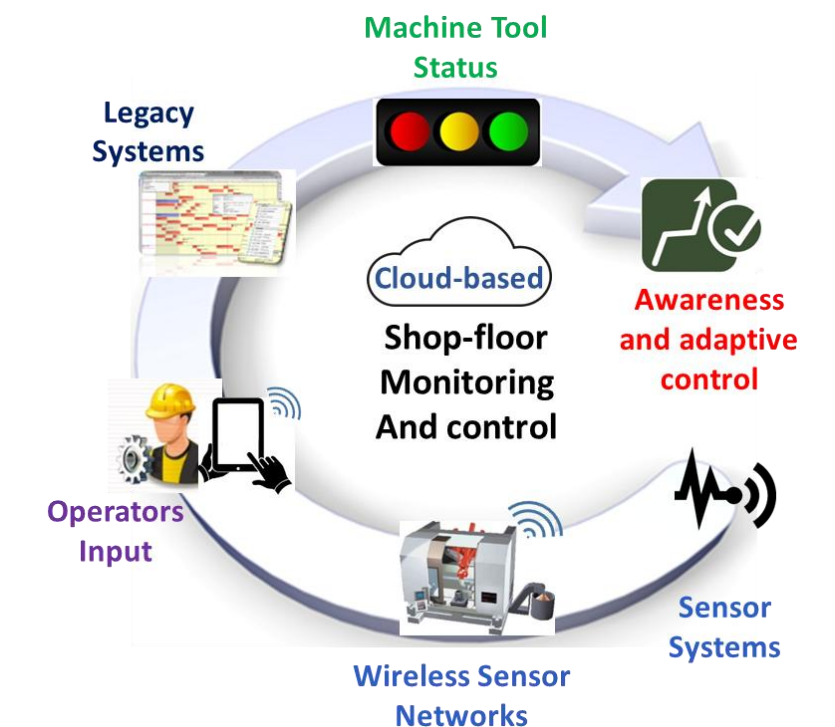 Machine Tool
Status
Legacy
Systems
Cloud-based
Shop-floor
Monitoring
And control
Awareness
and adaptive
control
Operators
Input
Sensor
Systems
Wireless Sensor
Networks